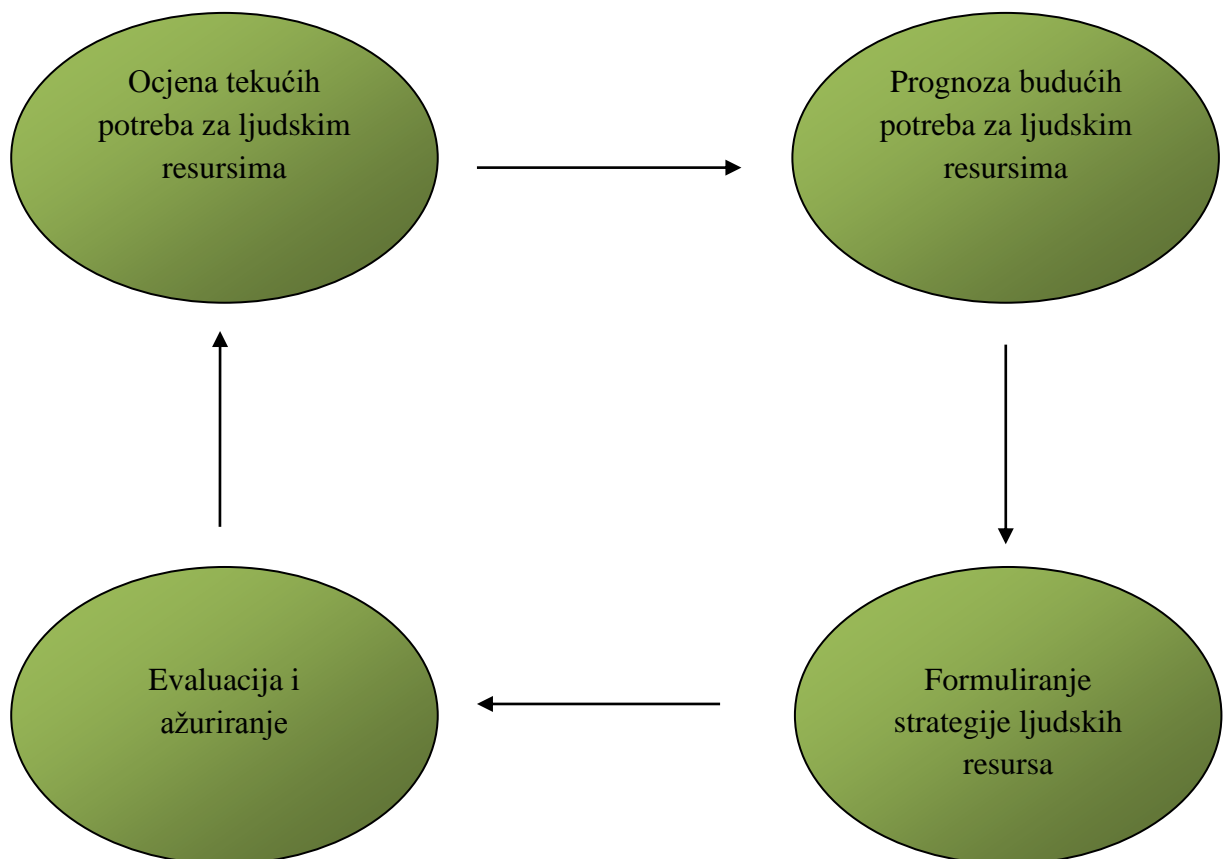 Ocjena tekućih
potreba za ljudskim
resursima
Prognoza budućih
potreba za ljudskim
resursima
Formuliranje
strategije ljudskih
resursa
Evaluacija i
ažuriranje